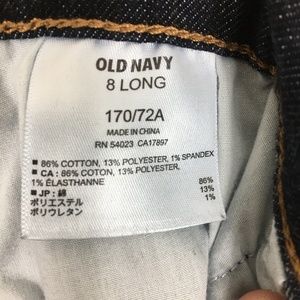 OLD NAVY
8 LONG
170/72A
MADE IN CHINA
RN 54023 CA17897
■ 86% COTTON, 13% POLYESTER, 1% SPANDEX
■ CA : 86% COTTON, 13% POLYESTER,
1% ÉLASTHANNE
■ JP : 綿 86%
ポリエステル 13%
ポリウレタン 1%